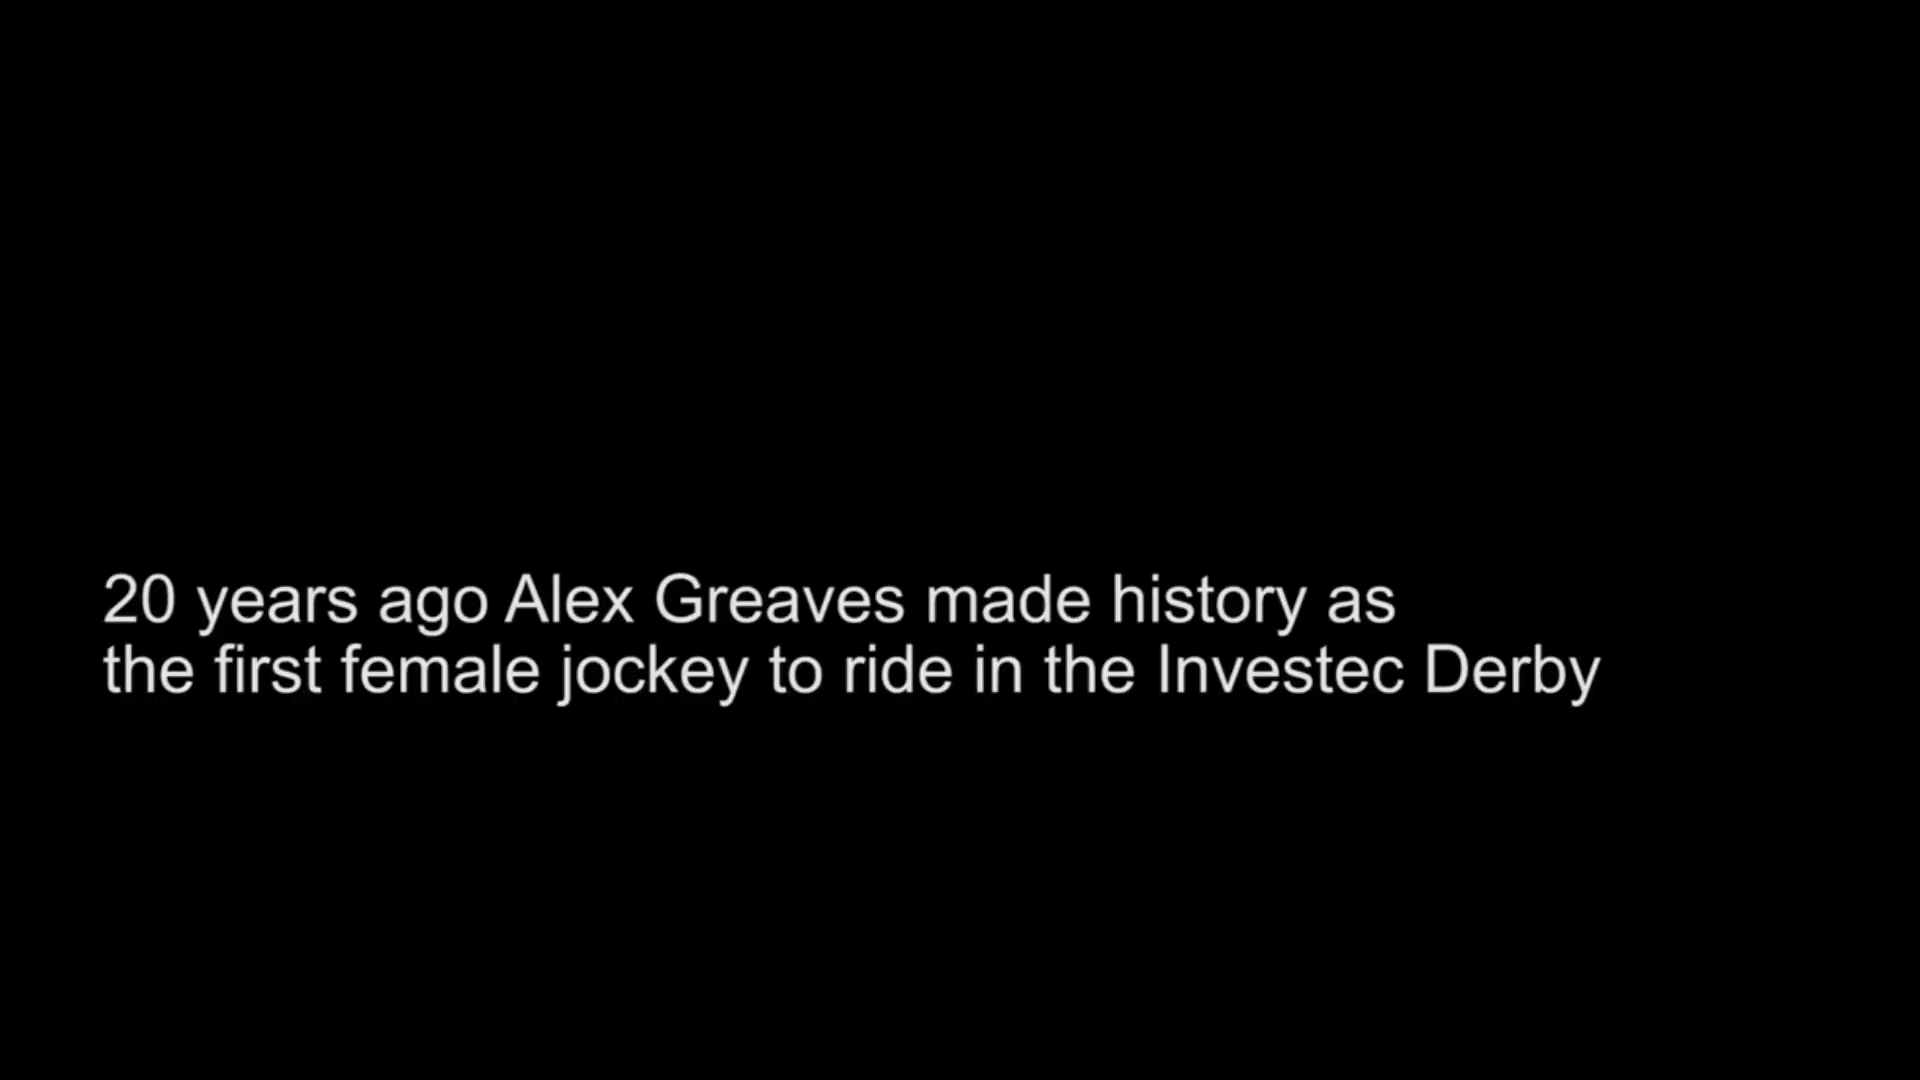 20 years ago Alex Greaves made history as
the first female jockey to ride in the Investec Derby